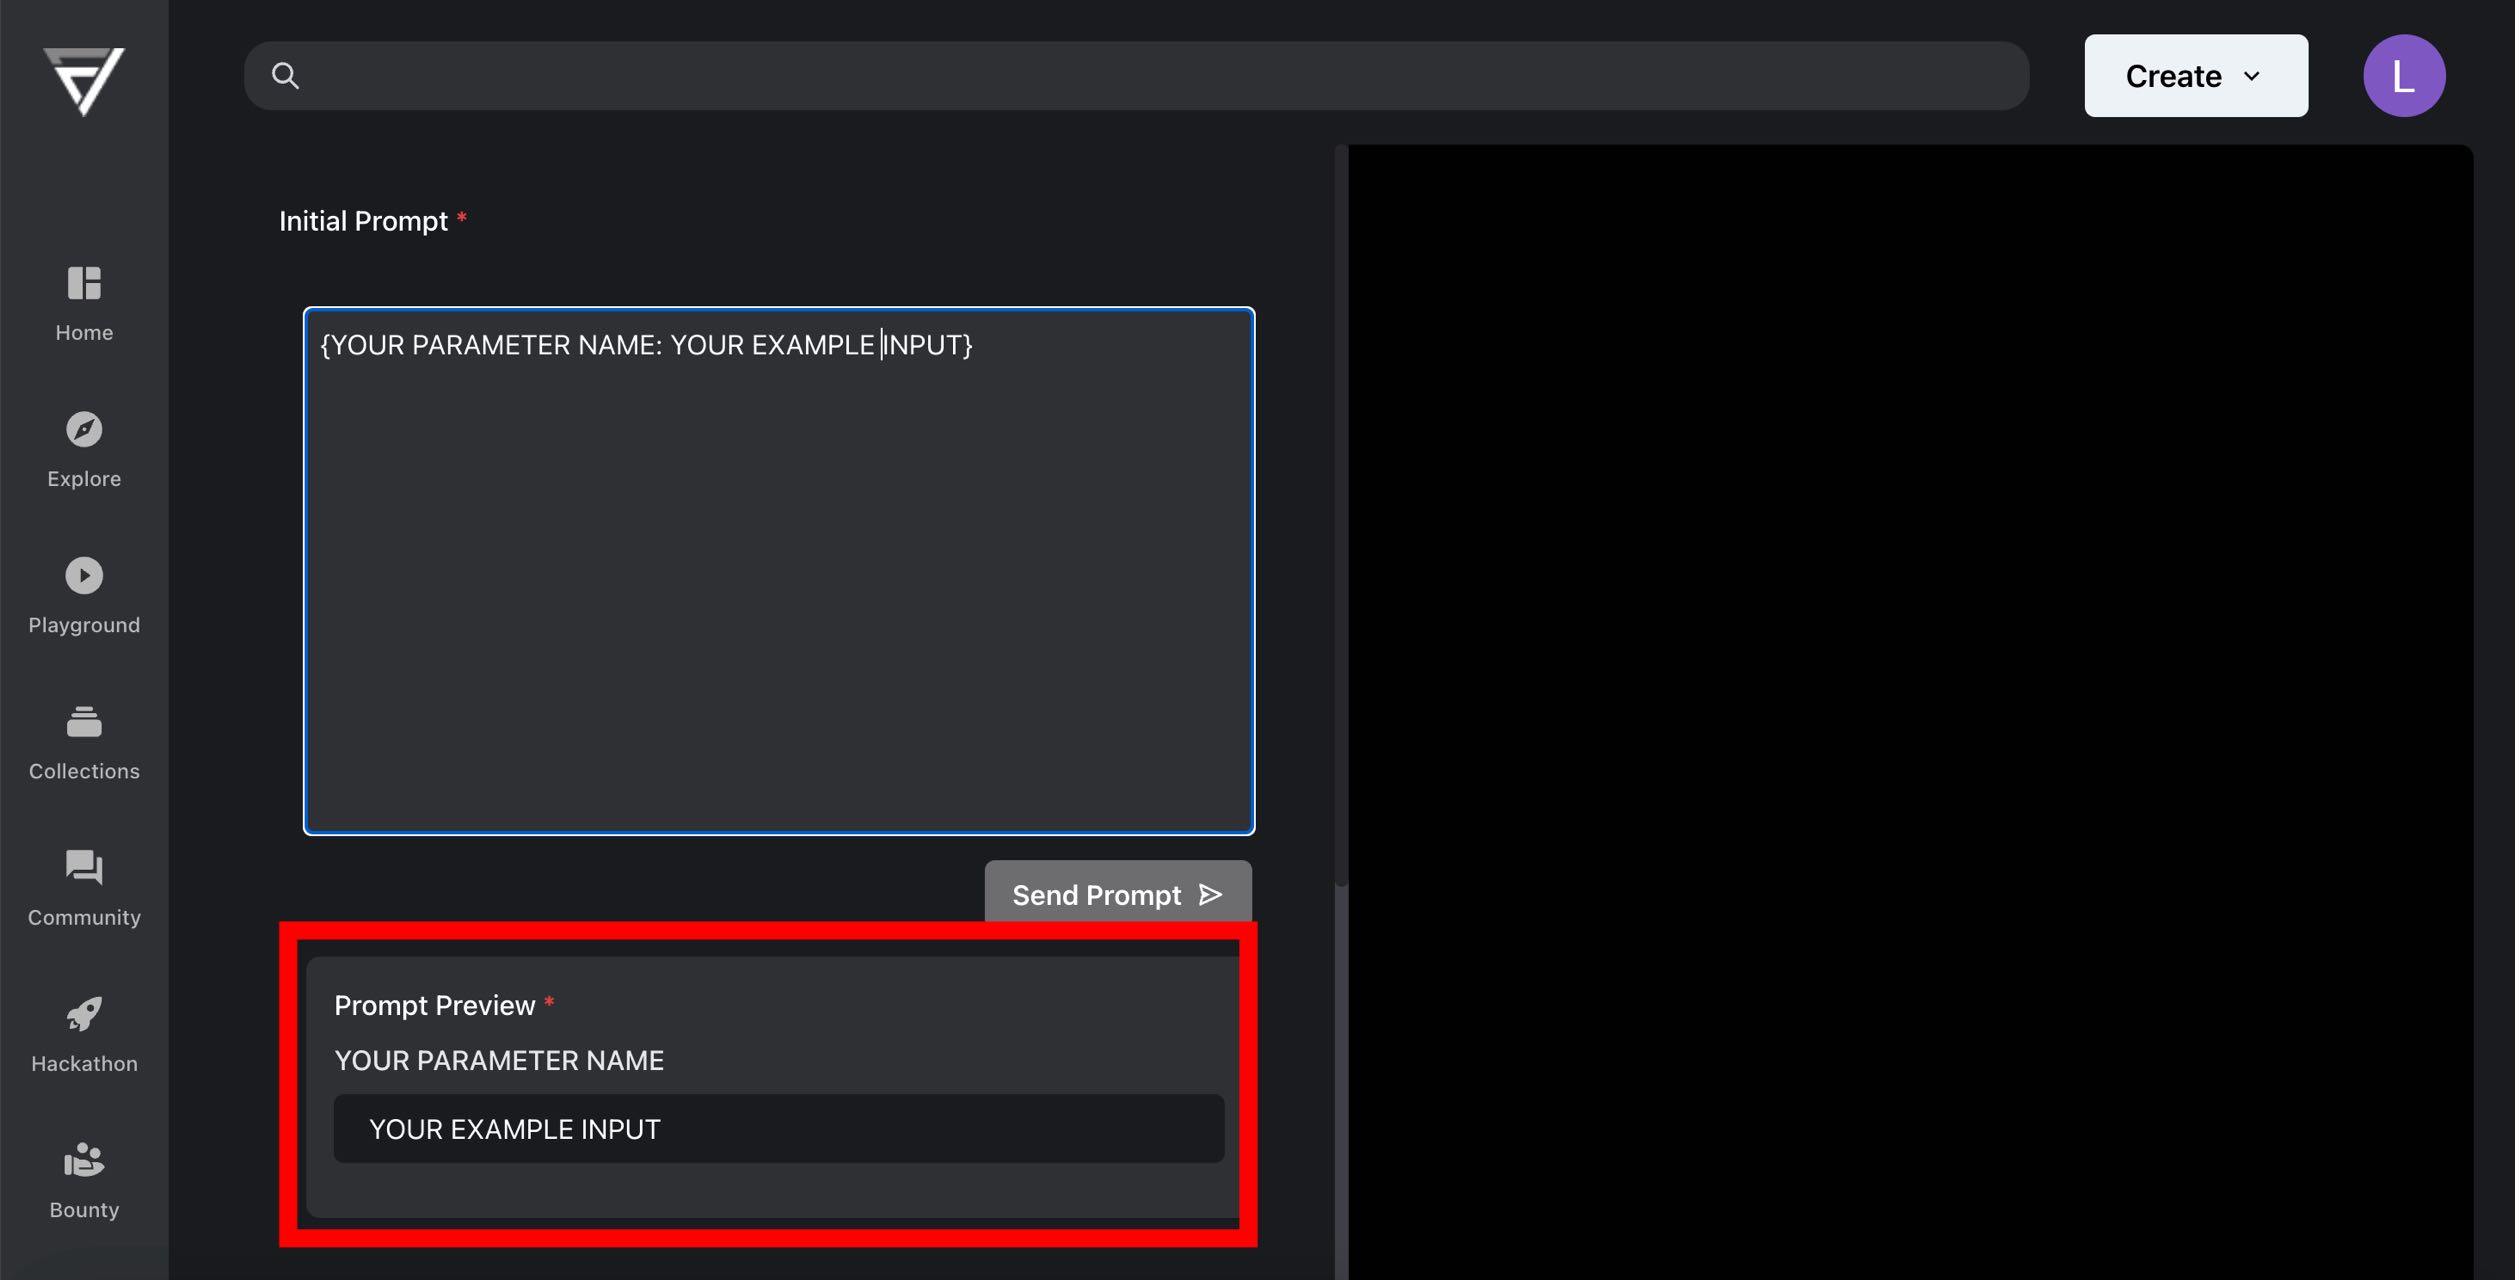 Create
L
Home
Explore
Playground
Collections
Community
Hackathon
Bounty
Initial Prompt *
{YOUR PARAMETER NAME: YOUR EXAMPLE INPUT}
Send Prompt
Prompt Preview *
YOUR PARAMETER NAME
YOUR EXAMPLE INPUT